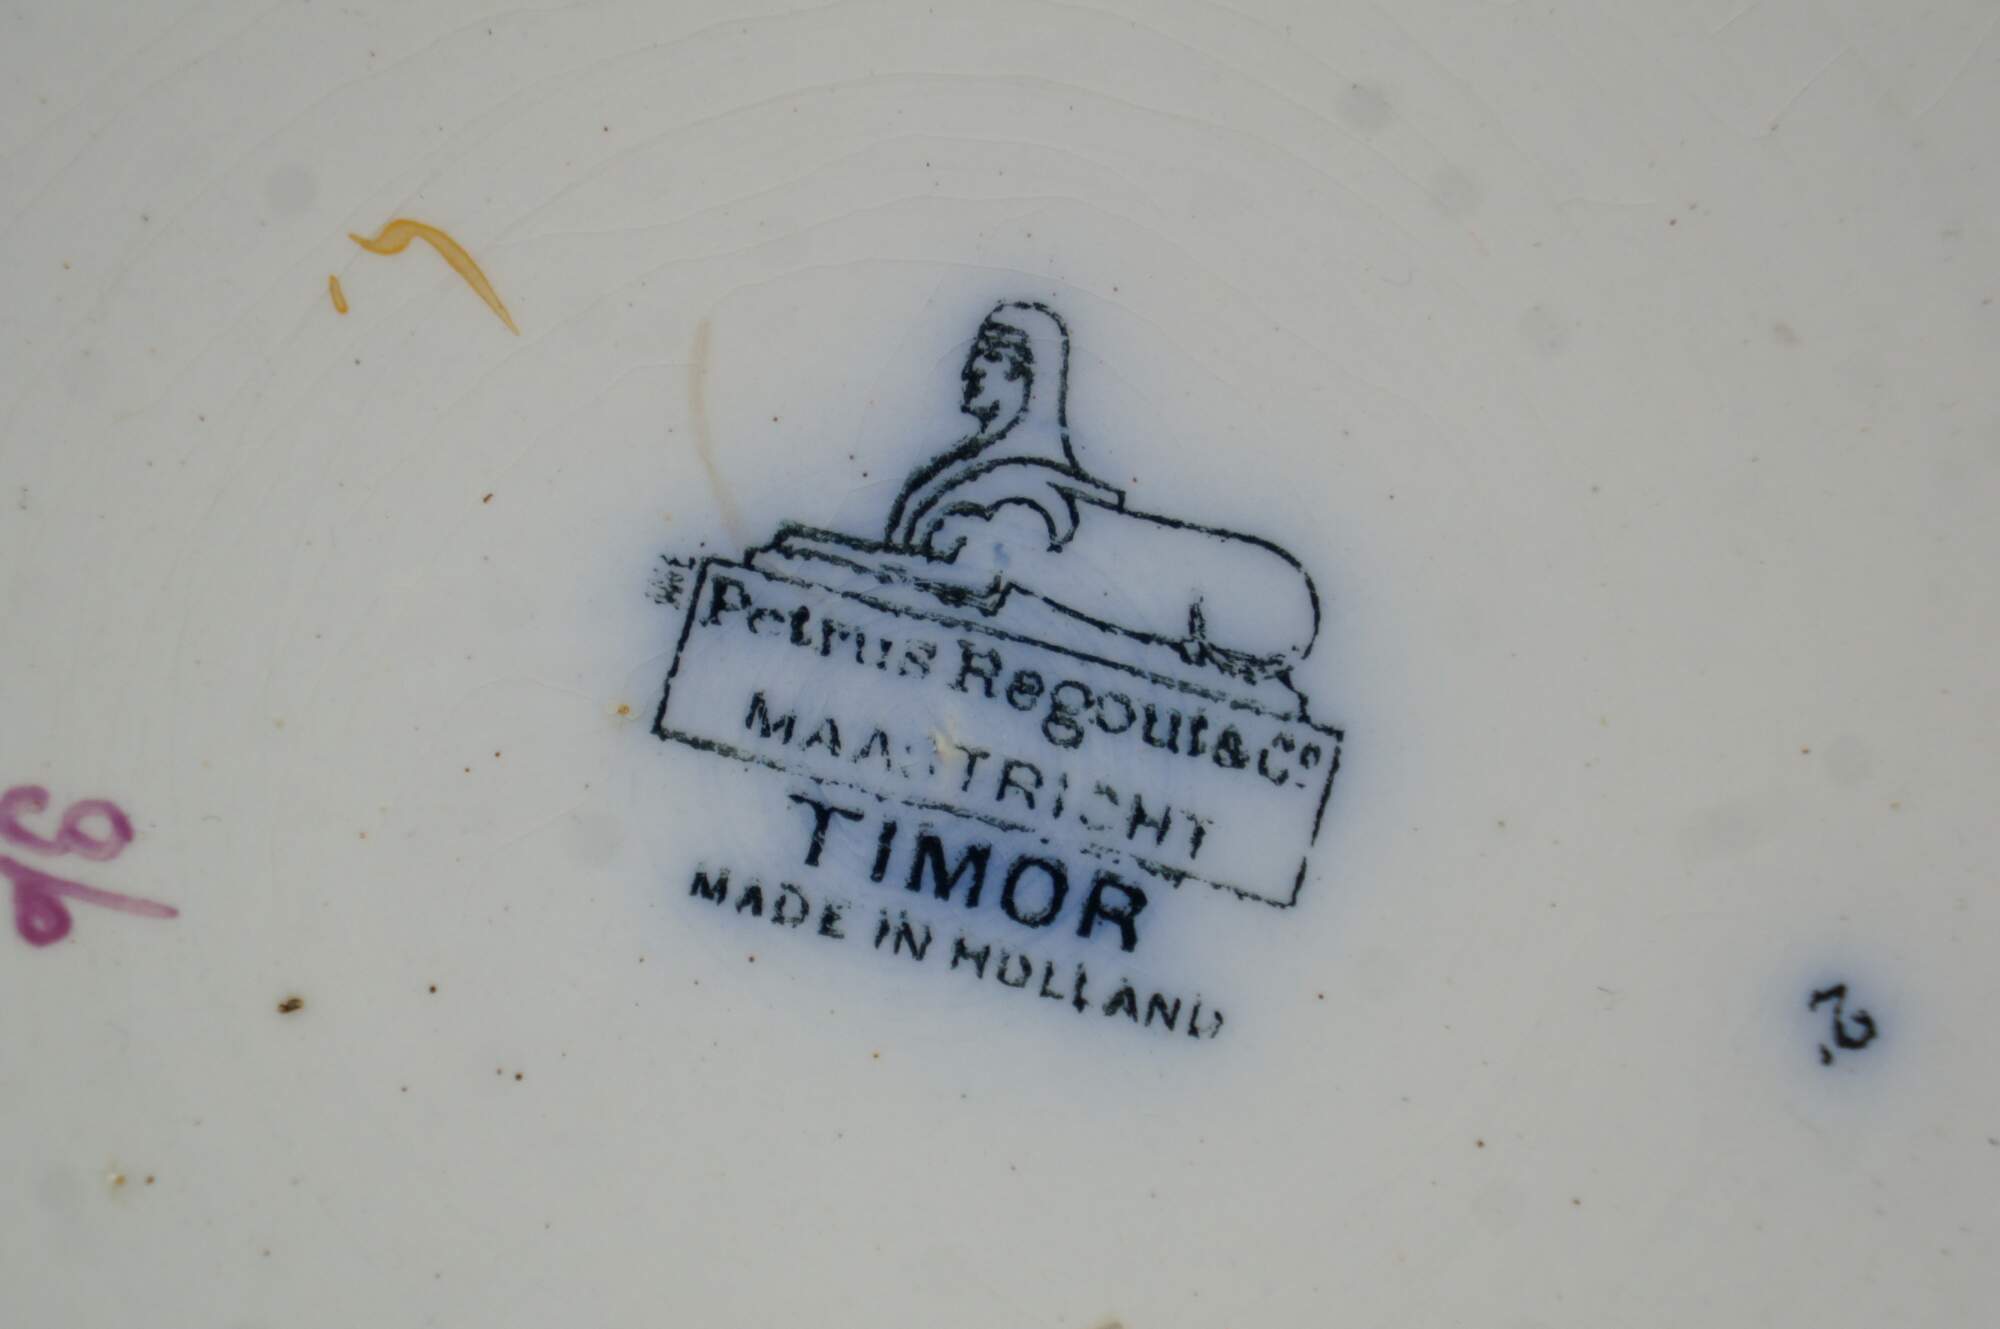 Petrus Regout & Co.
MAASTRICHT
TIMOR
MADE IN HOLLAND